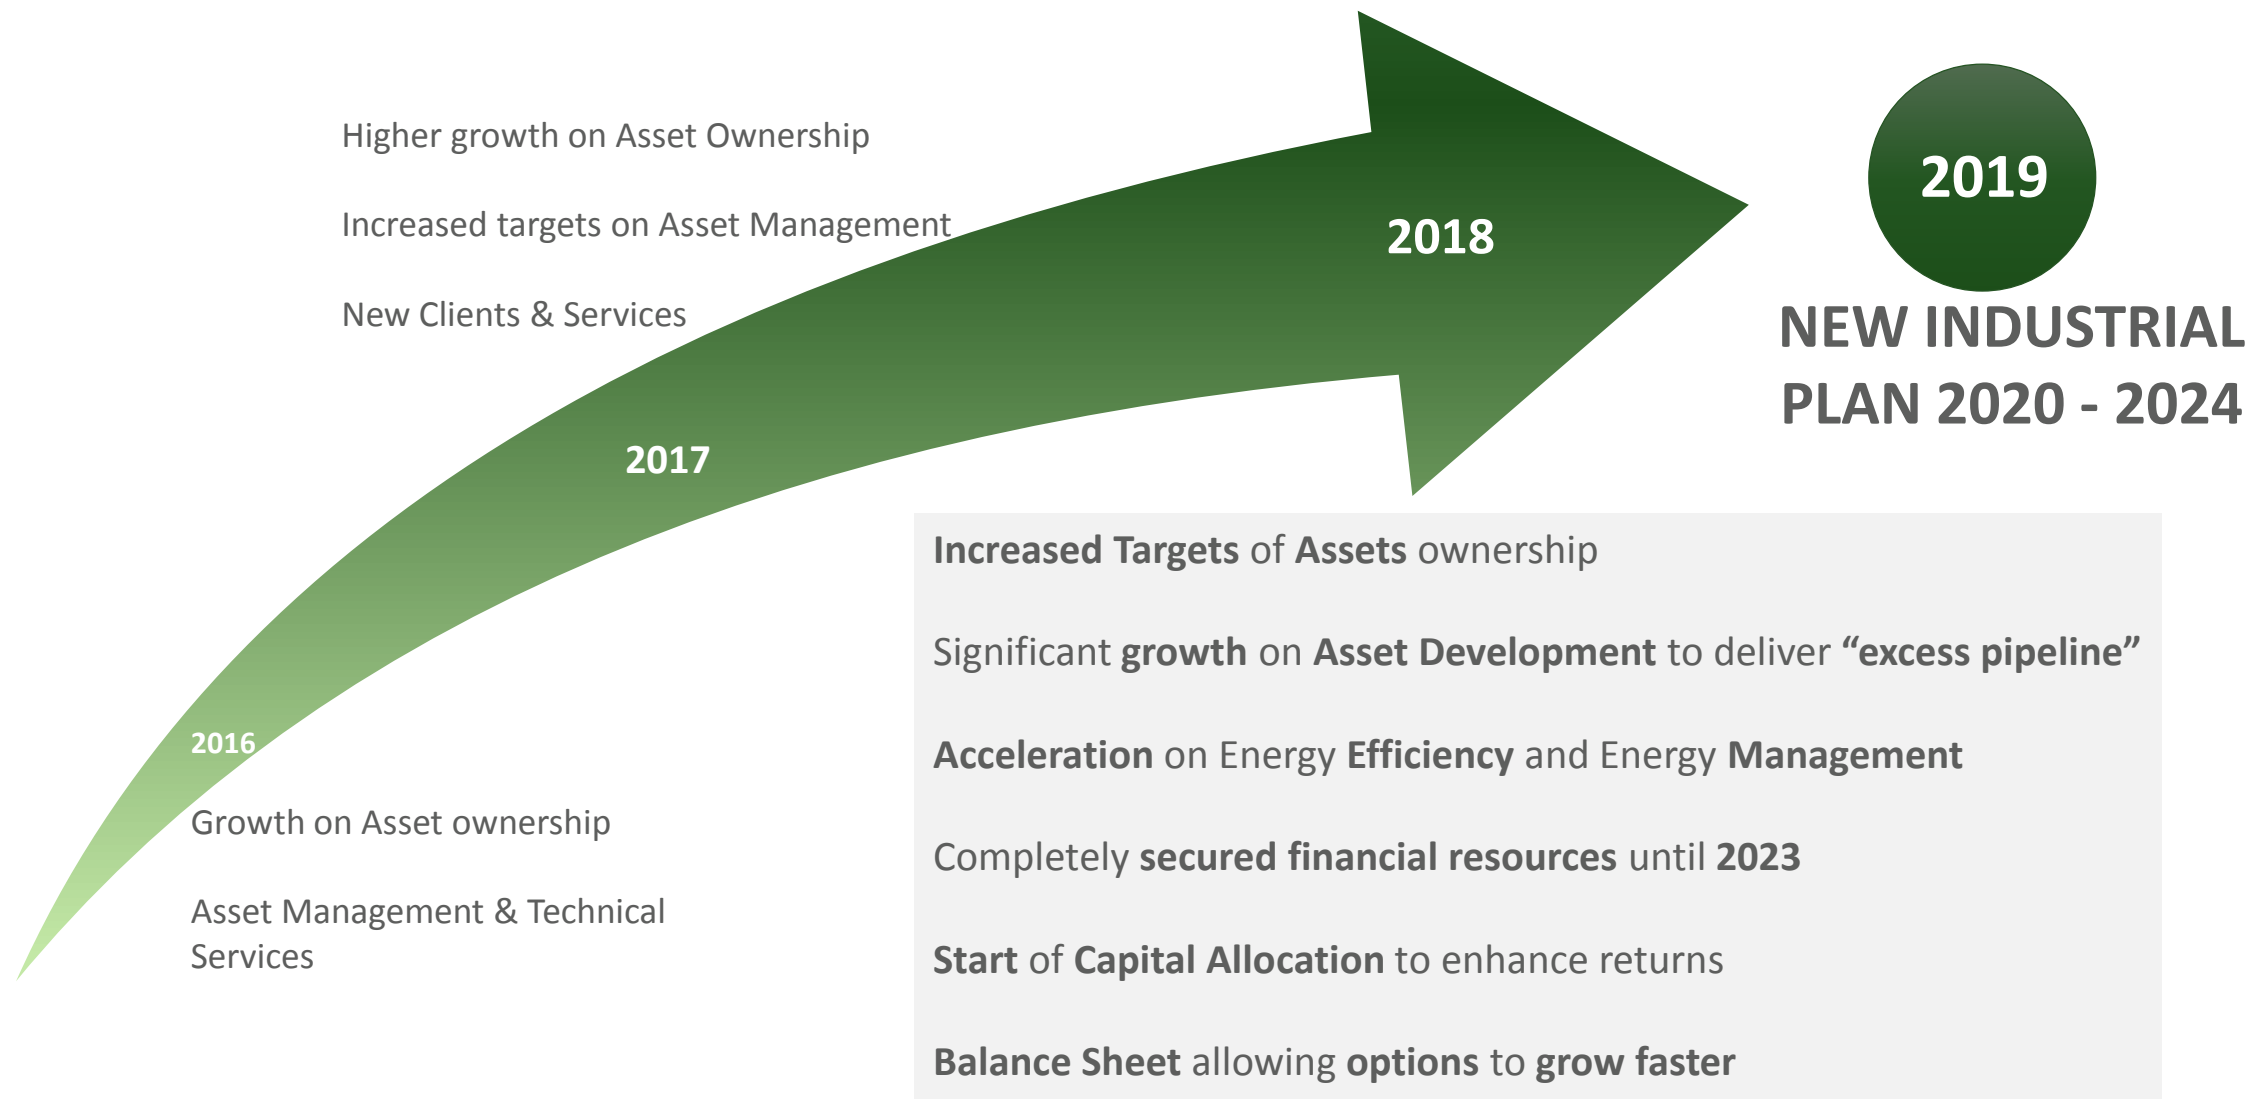 Higher growth on Asset Ownership
Increased targets on Asset Management
New Clients & Services
2018
2019
NEW INDUSTRIAL
PLAN 2020 - 2024
2017
2016
Growth on Asset ownership
Asset Management & Technical
Services
Increased Targets of Assets ownership
Significant growth on Asset Development to deliver “excess pipeline”
Acceleration on Energy Efficiency and Energy Management
Completely secured financial resources until 2023
Start of Capital Allocation to enhance returns
Balance Sheet allowing options to grow faster